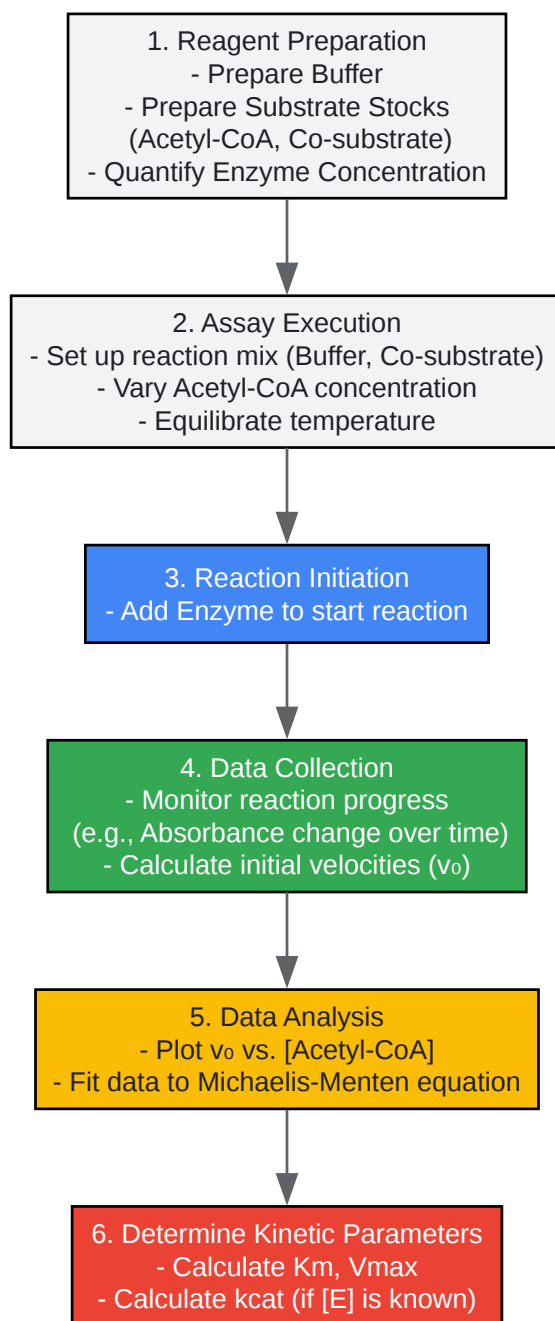 1. Reagent Preparation
- Prepare Buffer
- Prepare Substrate Stocks
(Acetyl-CoA, Co-substrate)
- Quantify Enzyme Concentration
2. Assay Execution
- Set up reaction mix (Buffer, Co-substrate)
- Vary Acetyl-CoA concentration
- Equilibrate temperature
3. Reaction Initiation
- Add Enzyme to start reaction
4. Data Collection
- Monitor reaction progress
(e.g., Absorbance change over time)
- Calculate initial velocities (v₀)
5. Data Analysis
- Plot v₀ vs. [Acetyl-CoA]
- Fit data to Michaelis-Menten equation
6. Determine Kinetic Parameters
- Calculate Km, Vmax
- Calculate kcat (if [E] is known)